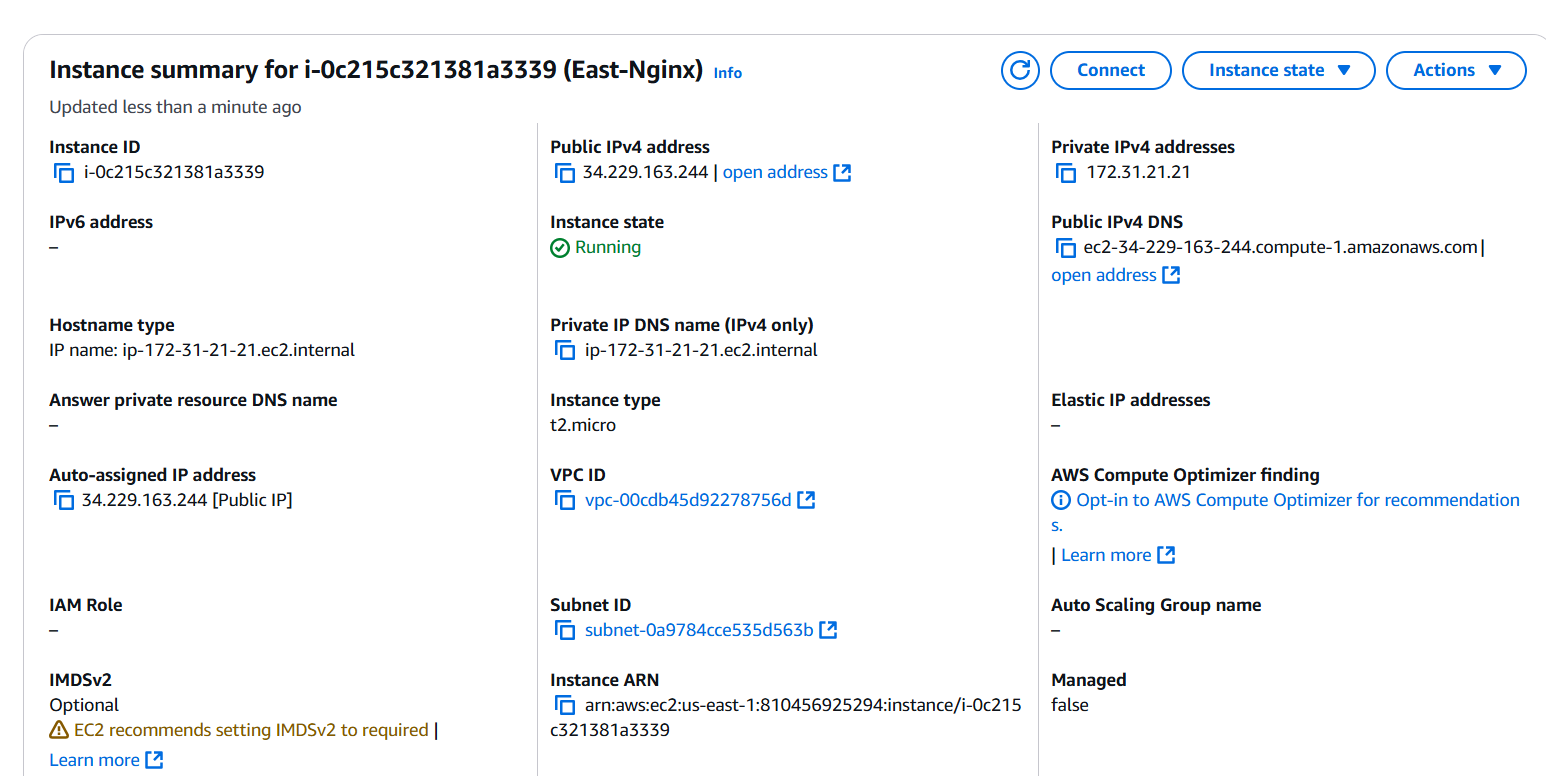 Instance summary for i-0c215c321381a3339 (East-Nginx) Info
Connect
Instance state
Actions
Updated less than a minute ago
Instance ID
i-0c215c321381a3339
Public IPv4 address
34.229.163.244 | open address
Private IPv4 addresses
172.31.21.21
IPv6 address
–
Instance state
Running
Public IPv4 DNS
ec2-34-229-163-244.compute-1.amazonaws.com |
open address
Hostname type
IP name: ip-172-31-21-21.ec2.internal
Private IP DNS name (IPv4 only)
ip-172-31-21-21.ec2.internal
Answer private resource DNS name
–
Instance type
t2.micro
Elastic IP addresses
–
Auto-assigned IP address
34.229.163.244 [Public IP]
VPC ID
vpc-00cdb45d92278756d
AWS Compute Optimizer finding
Opt-in to AWS Compute Optimizer for recommendation
s.
| Learn more
IAM Role
–
Subnet ID
subnet-0a9784cce535d563b
Auto Scaling Group name
–
IMDSv2
Optional
EC2 recommends setting IMDSv2 to required |
Learn more
Instance ARN
arn:aws:ec2:us-east-1:810456925294:instance/i-0c215
c321381a3339
Managed
false